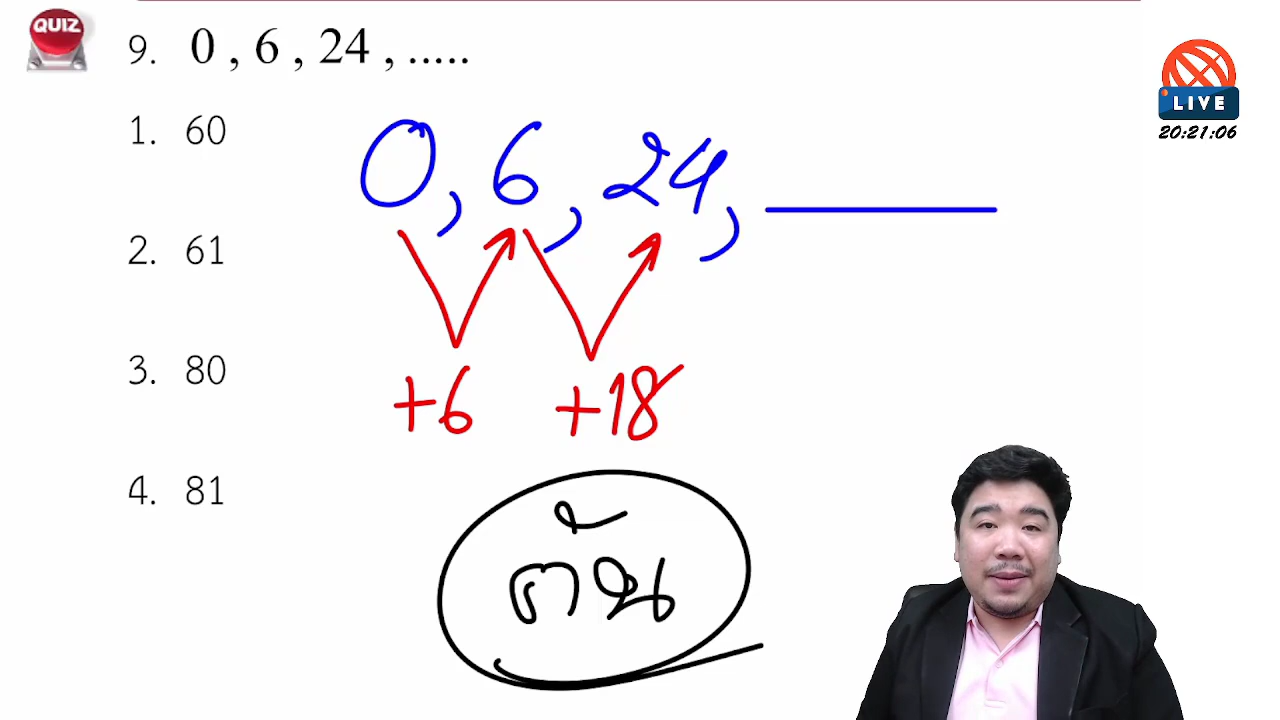 QUIZ
9. 0 , 6 , 24 , .....
LIVE
20:21:06
1. 60
0, 6, 24, ______
2. 61
3. 80
+6 +18
4. 81
ตัน